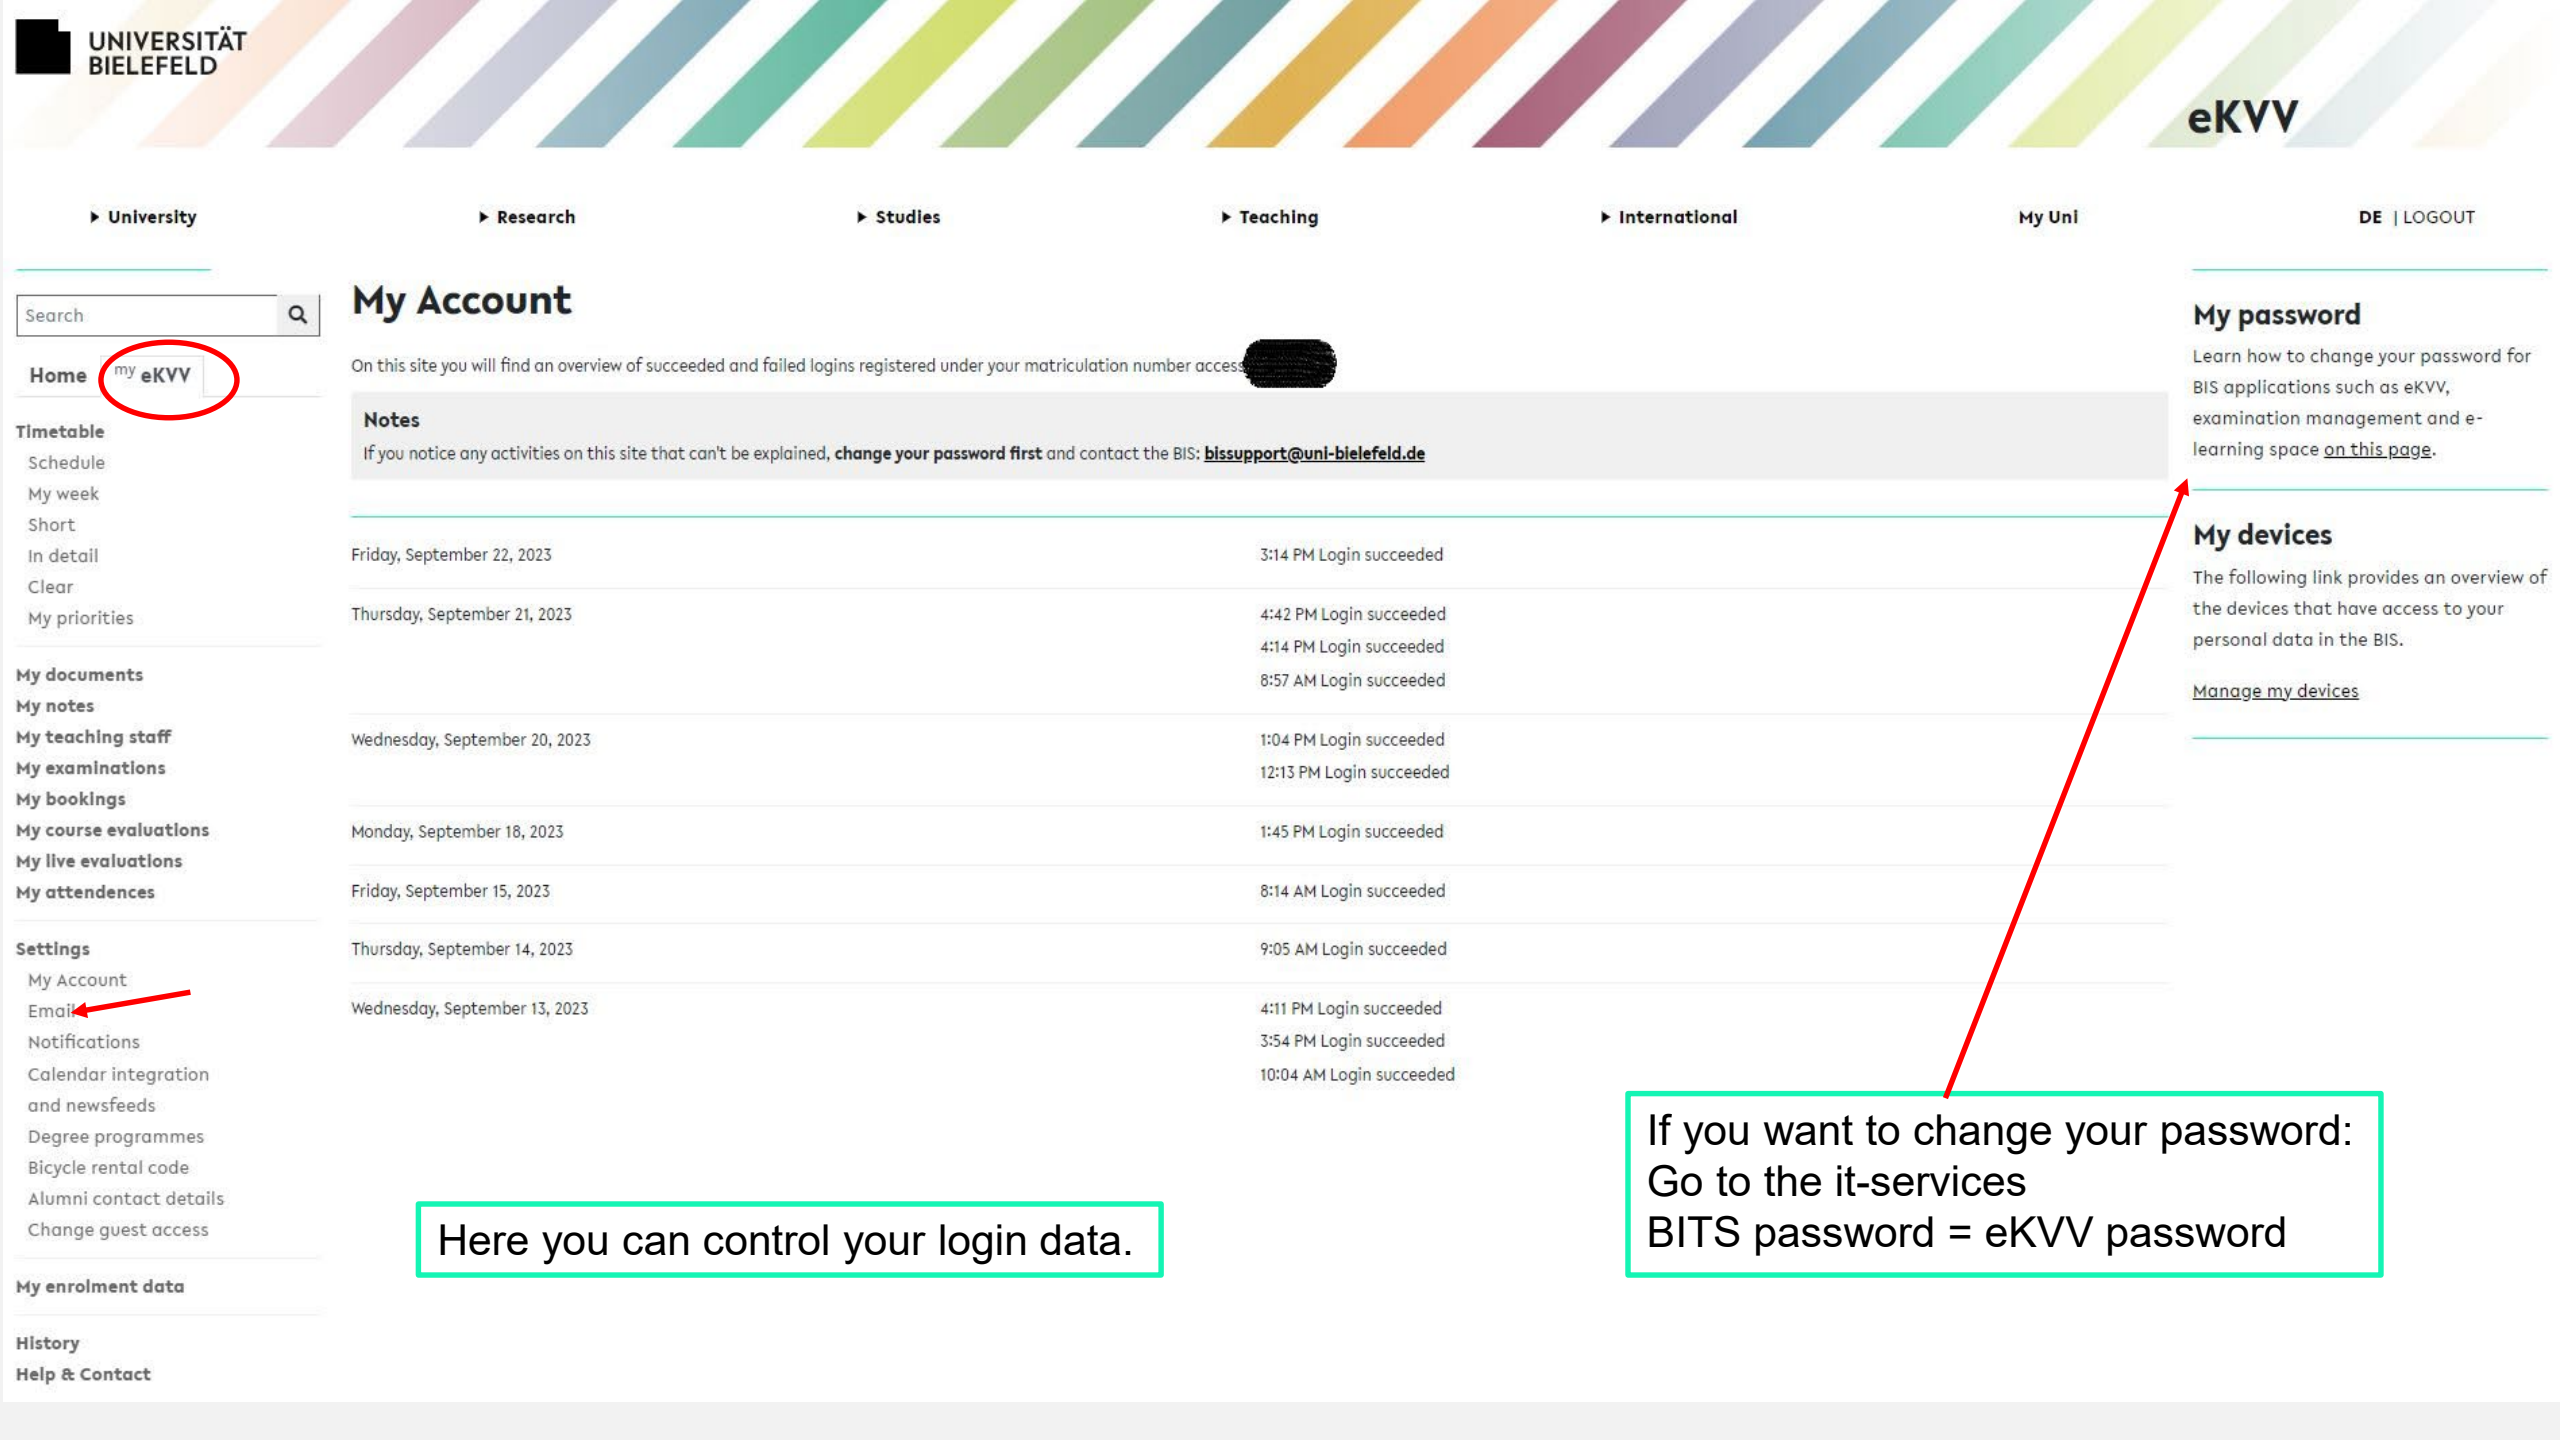 UNIVERSITÄT
BIELEFELD
eKVV
University
Research
Studies
Teaching
International
My Uni
DE | LOGOUT
Search
Home
my eKVV
Timetable
Schedule
My week
Short
In detail
Clear
My priorities
My documents
My notes
My teaching staff
My examinations
My bookings
My course evaluations
My live evaluations
My attendences
Settings
My Account
Email
Notifications
Calendar integration
and newsfeeds
Degree programmes
Bicycle rental code
Alumni contact details
Change guest access
My enrolment data
History
Help & Contact
My Account
On this site you will find an overview of succeeded and failed logins registered under your matriculation number access
Notes
If you notice any activities on this site that can't be explained, change your password first and contact the BIS: bissupport@uni-bielefeld.de
Friday, September 22, 2023
3:14 PM Login succeeded
Thursday, September 21, 2023
4:42 PM Login succeeded
4:14 PM Login succeeded
8:57 AM Login succeeded
Wednesday, September 20, 2023
1:04 PM Login succeeded
12:13 PM Login succeeded
Monday, September 18, 2023
1:45 PM Login succeeded
Friday, September 15, 2023
8:14 AM Login succeeded
Thursday, September 14, 2023
9:05 AM Login succeeded
Wednesday, September 13, 2023
4:11 PM Login succeeded
3:54 PM Login succeeded
10:04 AM Login succeeded
Here you can control your login data.
If you want to change your password:
Go to the it-services
BITS password = eKVV password
My password
Learn how to change your password for
BIS applications such as eKVV,
examination management and e-
learning space on this page.
My devices
The following link provides an overview of
the devices that have access to your
personal data in the BIS.
Manage my devices